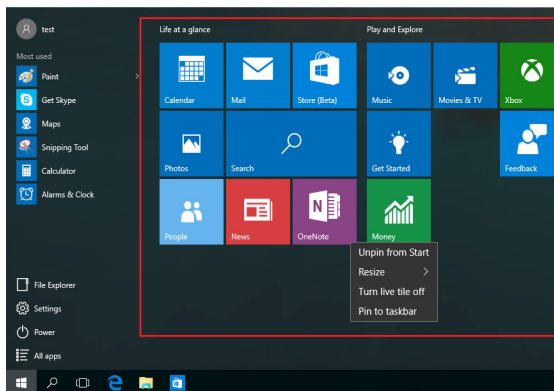 test
Most used
Paint
Get Skype
Maps
Snipping Tool
Calculator
Alarms & Clock
File Explorer
Settings
Power
All apps
Life at a glance
Calendar
Mail
Store (Beta)
Photos
Search
People
News
N
OneNote
Play and Explore
Music
Movies & TV
Xbox
Get Started
Feedback
Money
Unpin from Start
Resize
Turn live tile off
Pin to taskbar